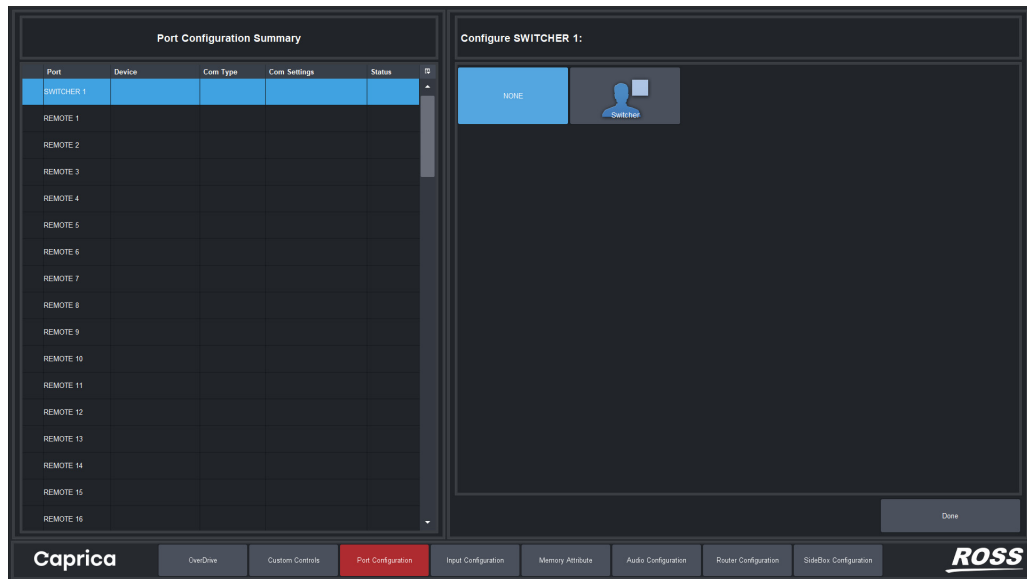 Port Configuration Summary
Configure SWITCHER 1:
Port Device Com Type Com Settings Status
SWITCHER 1
REMOTE 1
REMOTE 2
REMOTE 3
REMOTE 4
REMOTE 5
REMOTE 6
REMOTE 7
REMOTE 8
REMOTE 9
REMOTE 10
REMOTE 11
REMOTE 12
REMOTE 13
REMOTE 14
REMOTE 15
REMOTE 16
NONE
Switcher
Done
Caprica OverDrive Custom Controls Port Configuration Input Configuration Memory Attribute Audio Configuration Router Configuration SideBox Configuration ROSS